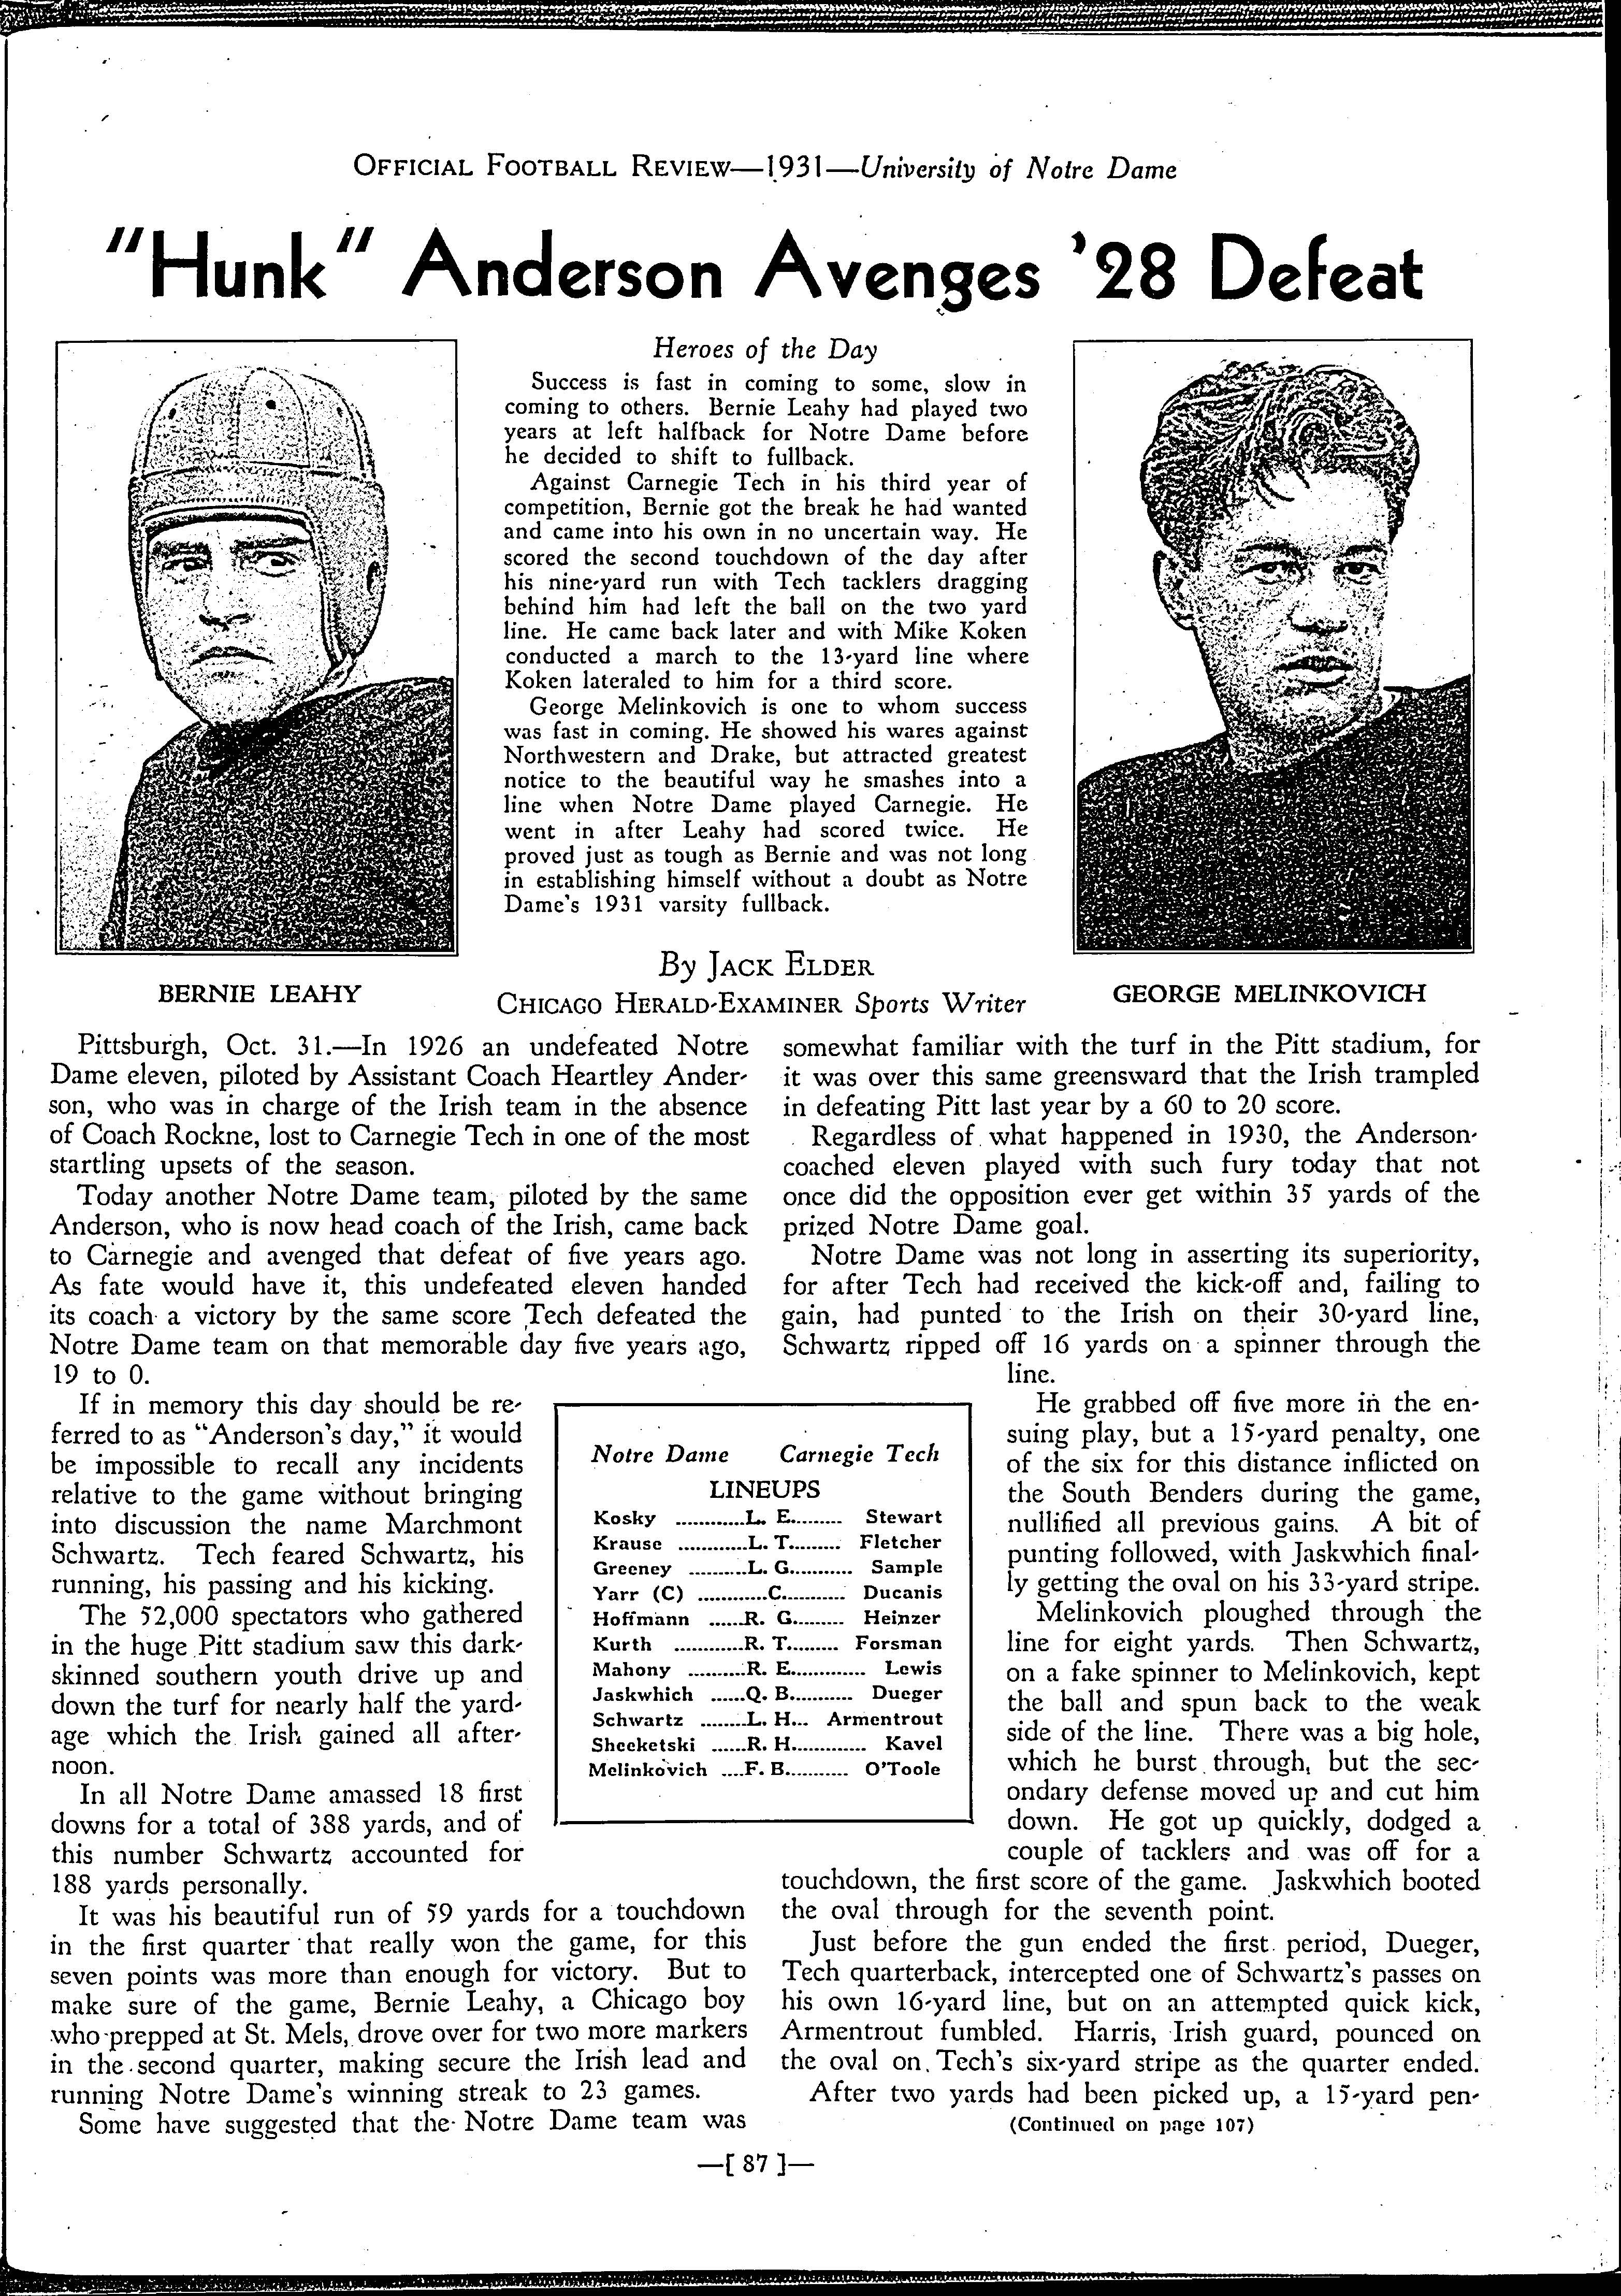 OFFICIAL FOOTBALL REVIEW—1931—University of Notre Dame
"Hunk" Anderson Avenges '28 Defeat
Heroes of the Day
Success is fast in coming to some, slow in
coming to others. Bernie Leahy had played two
years at left halfback for Notre Dame before
he decided to shift to fullback.
Against Carnegie Tech in his third year of
competition, Bernie got the break he had wanted
and came into his own in no uncertain way. He
scored the second touchdown of the day after
his nine-yard run with Tech tacklers dragging
behind him had left the ball on the two yard
line. He came back later and with Mike Koken
conducted a march to the 13-yard line where
Koken lateraled to him for a third score.
George Melinkovich is one to whom success
was fast in coming. He showed his wares against
Northwestern and Drake, but attracted greatest
notice to the beautiful way he smashes into a
line when Notre Dame played Carnegie. He
went in after Leahy had scored twice. He
proved just as tough as Bernie and was not long
in establishing himself without a doubt as Notre
Dame's 1931 varsity fullback.
By JACK ELDER
CHICAGO HERALD-EXAMINER Sports Writer
BERNIE LEAHY
GEORGE MELINKOVICH
Pittsburgh, Oct. 31.—In 1926 an undefeated Notre
Dame eleven, piloted by Assistant Coach Heartley Ander-
son, who was in charge of the Irish team in the absence
of Coach Rockne, lost to Carnegie Tech in one of the most
startling upsets of the season.
Today another Notre Dame team, piloted by the same
Anderson, who is now head coach of the Irish, came back
to Carnegie and avenged that defeat of five years ago.
As fate would have it, this undefeated eleven handed
its coach a victory by the same score Tech defeated the
Notre Dame team on that memorable day five years ago,
19 to 0.
If in memory this day should be re-
ferred to as "Anderson's day," it would
be impossible to recall any incidents
relative to the game without bringing
into discussion the name Marchmont
Schwartz. Tech feared Schwartz, his
running, his passing and his kicking.
The 52,000 spectators who gathered
in the huge Pitt stadium saw this dark-
skinned southern youth drive up and
down the turf for nearly half the yard-
age which the Irish gained all after-
noon.
In all Notre Dame amassed 18 first
downs for a total of 388 yards, and of
this number Schwartz accounted for
188 yards personally.
It was his beautiful run of 59 yards for a touchdown
in the first quarter that really won the game, for this
seven points was more than enough for victory. But to
make sure of the game, Bernie Leahy, a Chicago boy
who prepped at St. Mels, drove over for two more markers
in the second quarter, making secure the Irish lead and
running Notre Dame's winning streak to 23 games.
Some have suggested that the Notre Dame team was
Notre Dame Carnegie Tech
LINEUPS
Kosky ............L. E......... Stewart
Krause ............L. T......... Fletcher
Greeney ..........L. G........... Sample
Yarr (C) ............C........... Ducanis
Hoffmann ......R. G......... Heinzer
Kurth ............R. T......... Forsman
Mahony .........R. E............. Lewis
Jaskwhich ......Q. B........... Dueger
Schwartz ........L. H... Armentrout
Sheeketski ......R. H............. Kavel
Melinkovich ....F. B........... O'Toole
somewhat familiar with the turf in the Pitt stadium, for
it was over this same greensward that the Irish trampled
in defeating Pitt last year by a 60 to 20 score.
Regardless of what happened in 1930, the Anderson-
coached eleven played with such fury today that not
once did the opposition ever get within 35 yards of the
prized Notre Dame goal.
Notre Dame was not long in asserting its superiority,
for after Tech had received the kick-off and, failing to
gain, had punted to the Irish on their 30-yard line,
Schwartz ripped off 16 yards on a spinner through the
line.
He grabbed off five more in the en-
suing play, but a 15-yard penalty, one
of the six for this distance inflicted on
the South Benders during the game,
nullified all previous gains. A bit of
punting followed, with Jaskwhich final-
ly getting the oval on his 33-yard stripe.
Melinkovich ploughed through the
line for eight yards. Then Schwartz,
on a fake spinner to Melinkovich, kept
the ball and spun back to the weak
side of the line. There was a big hole,
which he burst through, but the sec-
ondary defense moved up and cut him
down. He got up quickly, dodged a
couple of tacklers and was off for a
touchdown, the first score of the game. Jaskwhich booted
the oval through for the seventh point.
Just before the gun ended the first period, Dueger,
Tech quarterback, intercepted one of Schwartz's passes on
his own 16-yard line, but on an attempted quick kick,
Armentrout fumbled. Harris, Irish guard, pounced on
the oval on Tech's six-yard stripe as the quarter ended.
After two yards had been picked up, a 15-yard pen-
(Continued on page 107)
—[ 87 ]—